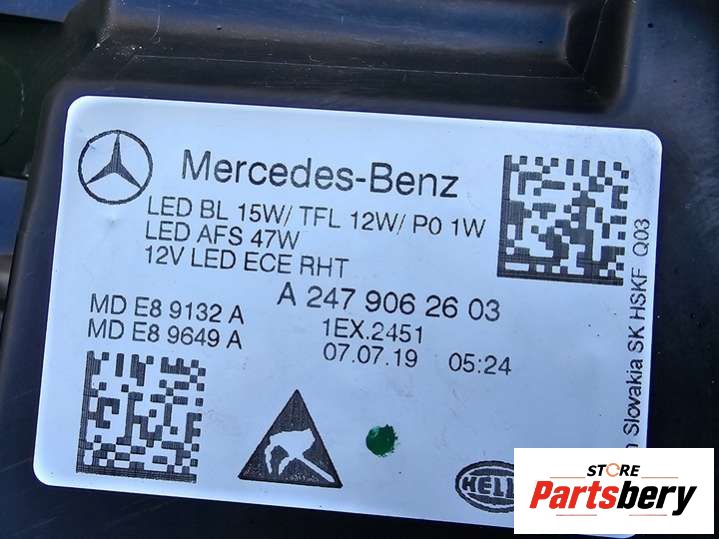 Mercedes-Benz
LED BL 15W/ TFL 12W/ P0 1W
LED AFS 47W
12V LED ECE RHT
A 247 906 26 03
MD E8 9132 A
MD E8 9649 A
1EX.2451
07.07.19 05:24
Slovakia SK HSKF Q03
STORE
Partsbery